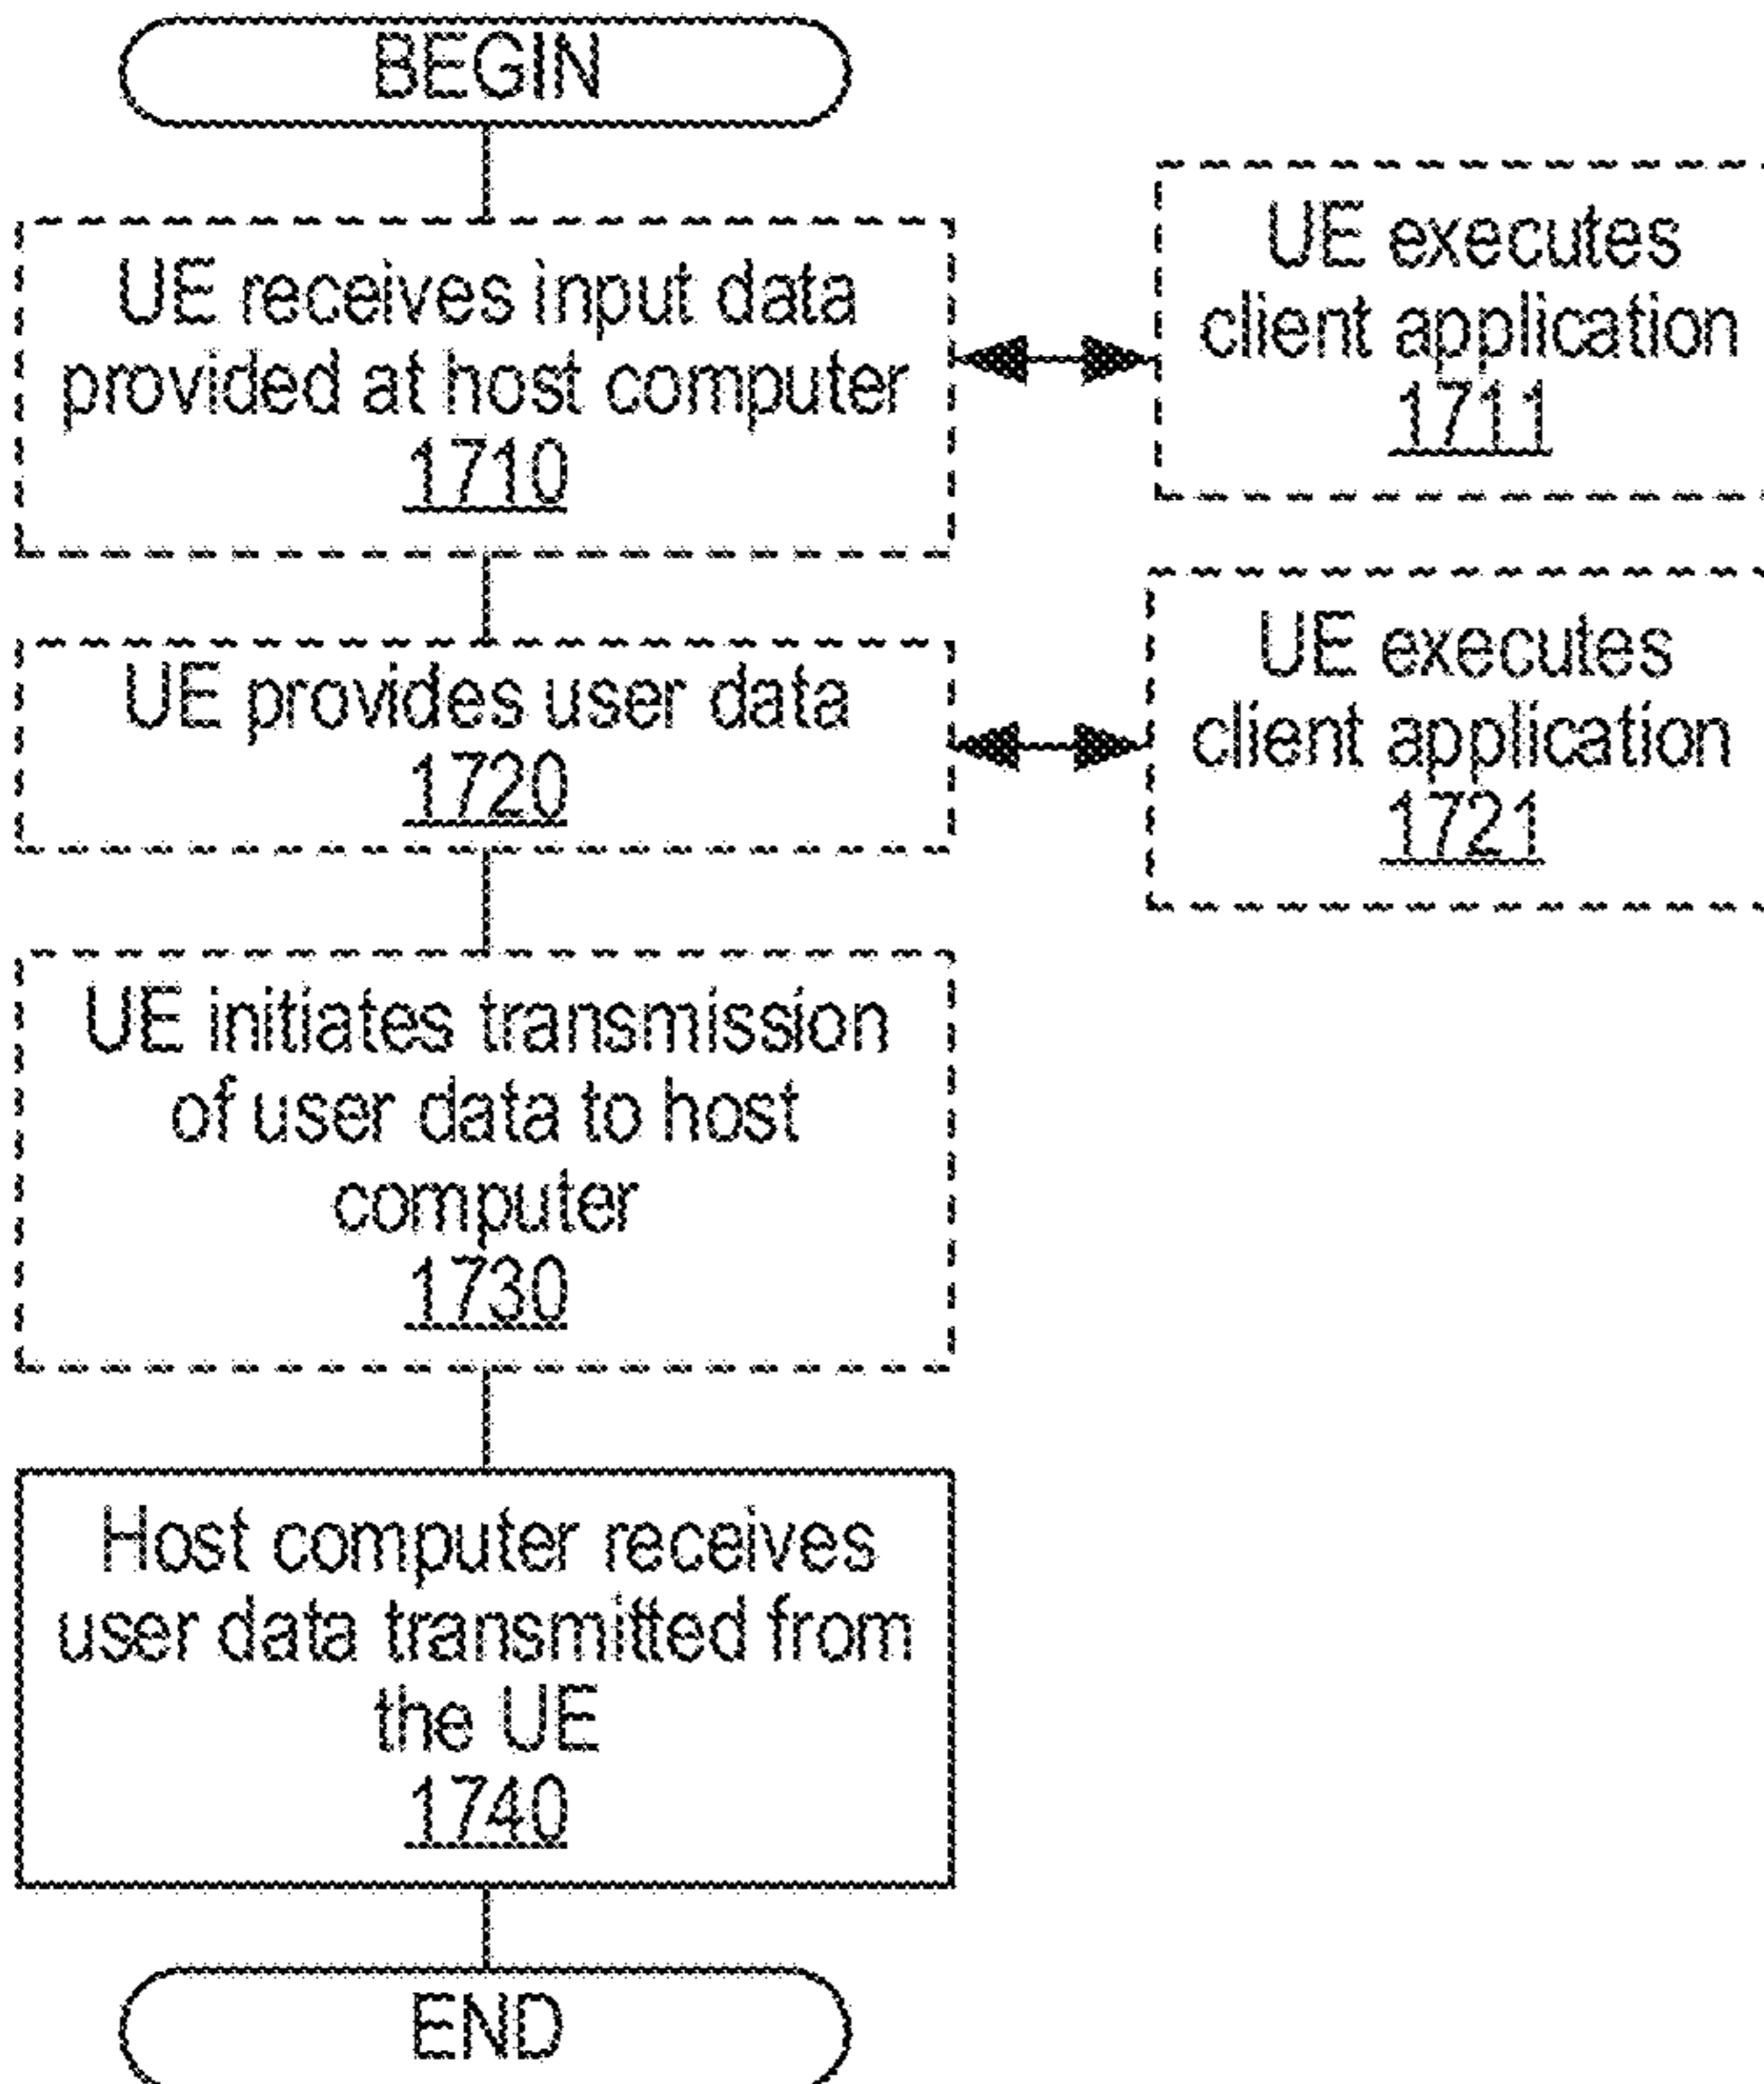 BEGIN
UE receives input data
provided at host computer
1710
UE executes
client application
1711
UE provides user data
1720
UE executes
client application
1721
UE initiates transmission
of user data to host
computer
1730
Host computer receives
user data transmitted from
the UE
1740
END